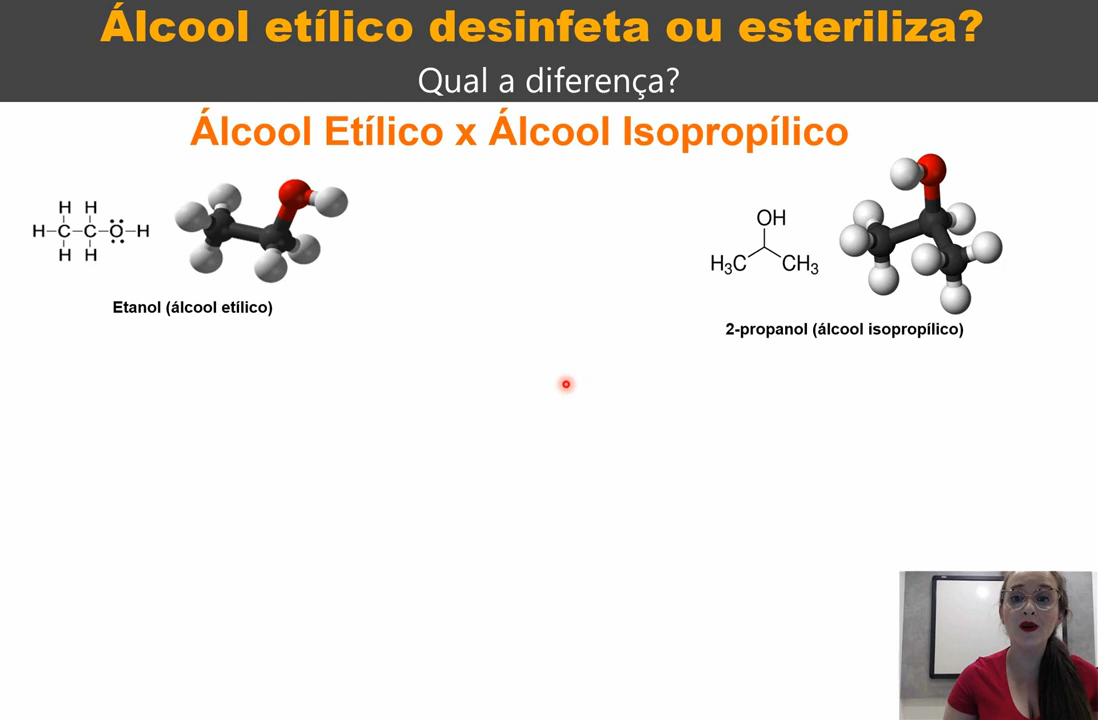 Álcool etílico desinfeta ou esteriliza?
Qual a diferença?
Álcool Etílico x Álcool Isopropílico
H H
H-C-C-O-H
H H
Etanol (álcool etílico)
OH
H₃C CH₃
2-propanol (álcool isopropílico)